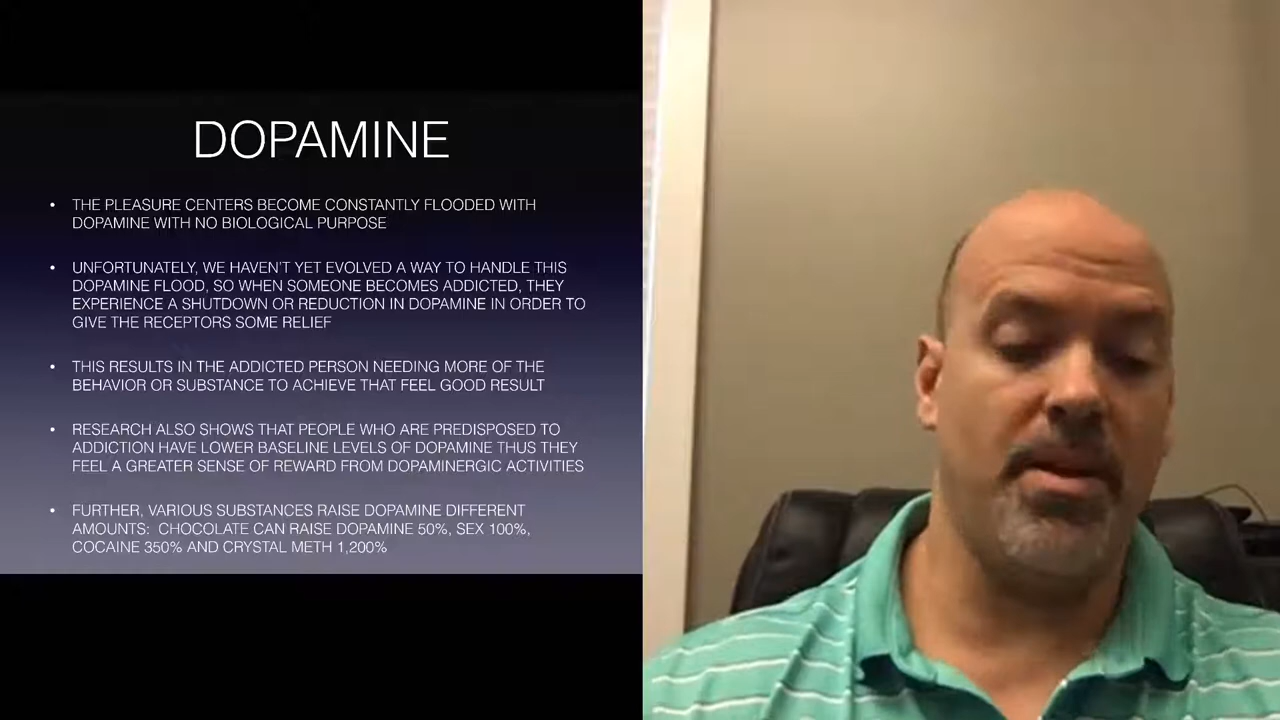 DOPAMINE
• THE PLEASURE CENTERS BECOME CONSTANTLY FLOODED WITH
DOPAMINE WITH NO BIOLOGICAL PURPOSE
• UNFORTUNATELY, WE HAVEN'T YET EVOLVED A WAY TO HANDLE THIS
DOPAMINE FLOOD, SO WHEN SOMEONE BECOMES ADDICTED, THEY
EXPERIENCE A SHUTDOWN OR REDUCTION IN DOPAMINE IN ORDER TO
GIVE THE RECEPTORS SOME RELIEF
• THIS RESULTS IN THE ADDICTED PERSON NEEDING MORE OF THE
BEHAVIOR OR SUBSTANCE TO ACHIEVE THAT FEEL GOOD RESULT
• RESEARCH ALSO SHOWS THAT PEOPLE WHO ARE PREDISPOSED TO
ADDICTION HAVE LOWER BASELINE LEVELS OF DOPAMINE THUS THEY
FEEL A GREATER SENSE OF REWARD FROM DOPAMINERGIC ACTIVITIES
• FURTHER, VARIOUS SUBSTANCES RAISE DOPAMINE DIFFERENT
AMOUNTS: CHOCOLATE CAN RAISE DOPAMINE 50%, SEX 100%,
COCAINE 350% AND CRYSTAL METH 1,200%